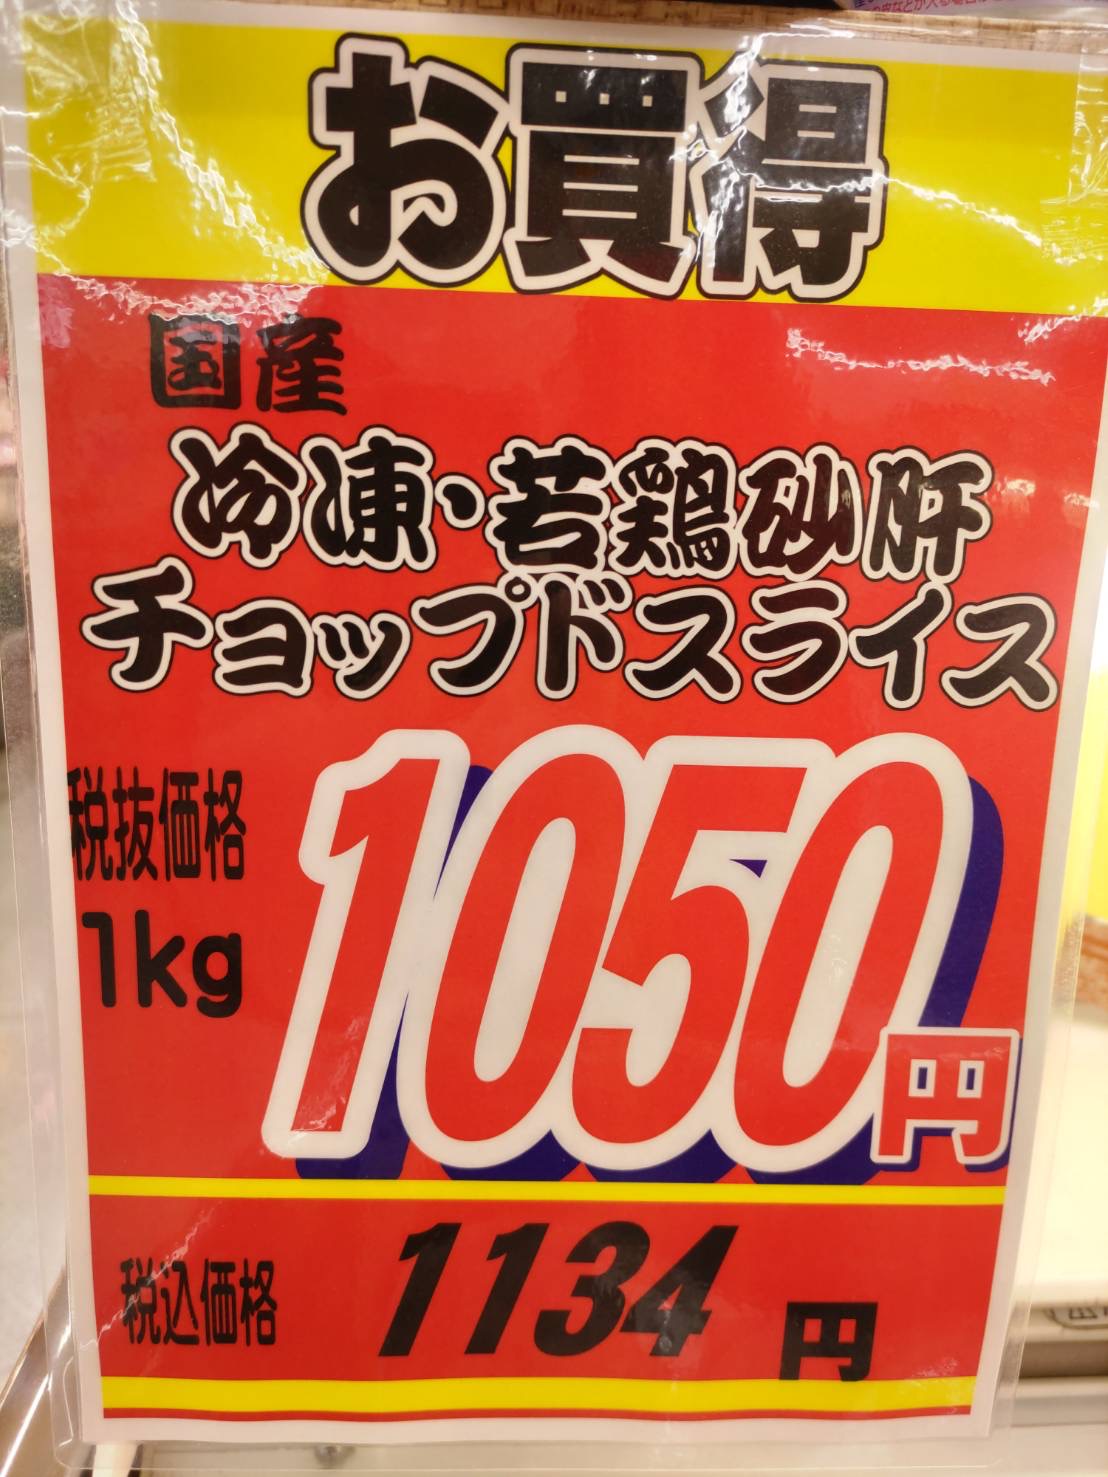 お買得
国産
冷凍・若鶏砂肝
チョップドスライス
税抜価格
1kg
1050円
税込価格
1134円